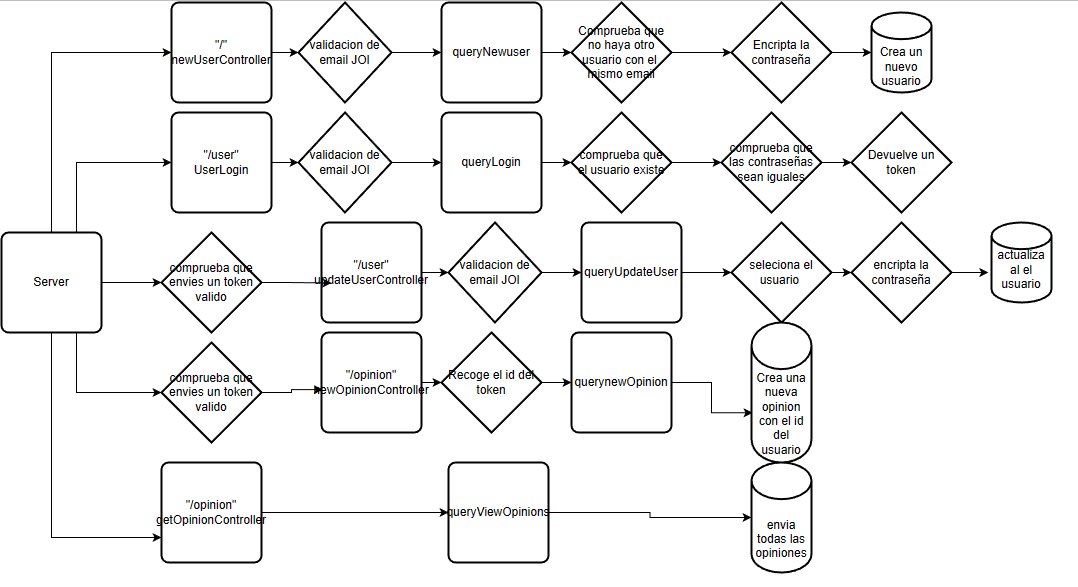 "/"
newUserController
validacion de
email JOI
queryNewuser
Comprueba que
no haya otro
usuario con el
mismo email
Encripta la
contraseña
Crea un
nuevo
usuario
"/user"
UserLogin
validacion de
email JOI
queryLogin
comprueba que
el usuario existe
comprueba que
las contraseñas
sean iguales
Devuelve un
token
Server
comprueba que
envies un token
valido
"/user"
updateUserController
validacion de
email JOI
queryUpdateUser
seleciona el
usuario
encripta la
contraseña
actualiza
al el
usuario
comprueba que
envies un token
valido
"/opinion"
newOpinionController
Recoge el id del
token
querynewOpinion
Crea una
nueva
opinion
con el id
del
usuario
"/opinion"
getOpinionController
queryViewOpinions
envia
todas las
opiniones